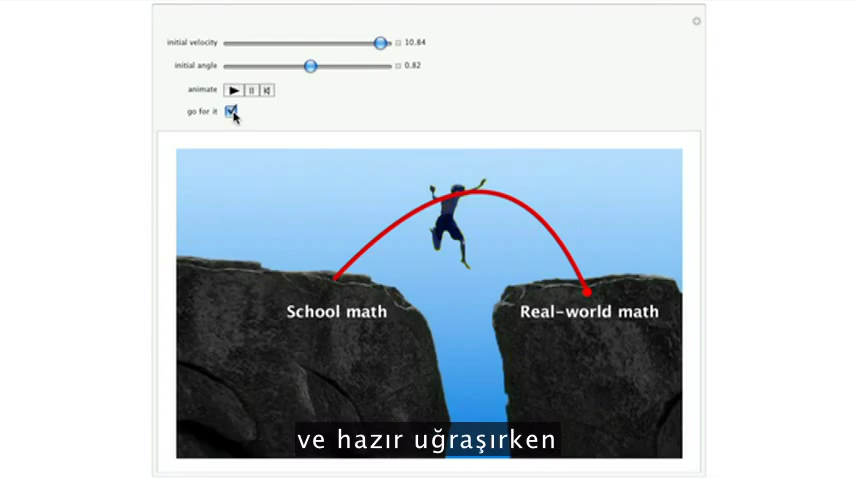 initial velocity 10.84
initial angle 0.82
animate
go for it
School math
Real-world math
ve hazır uğraşırken